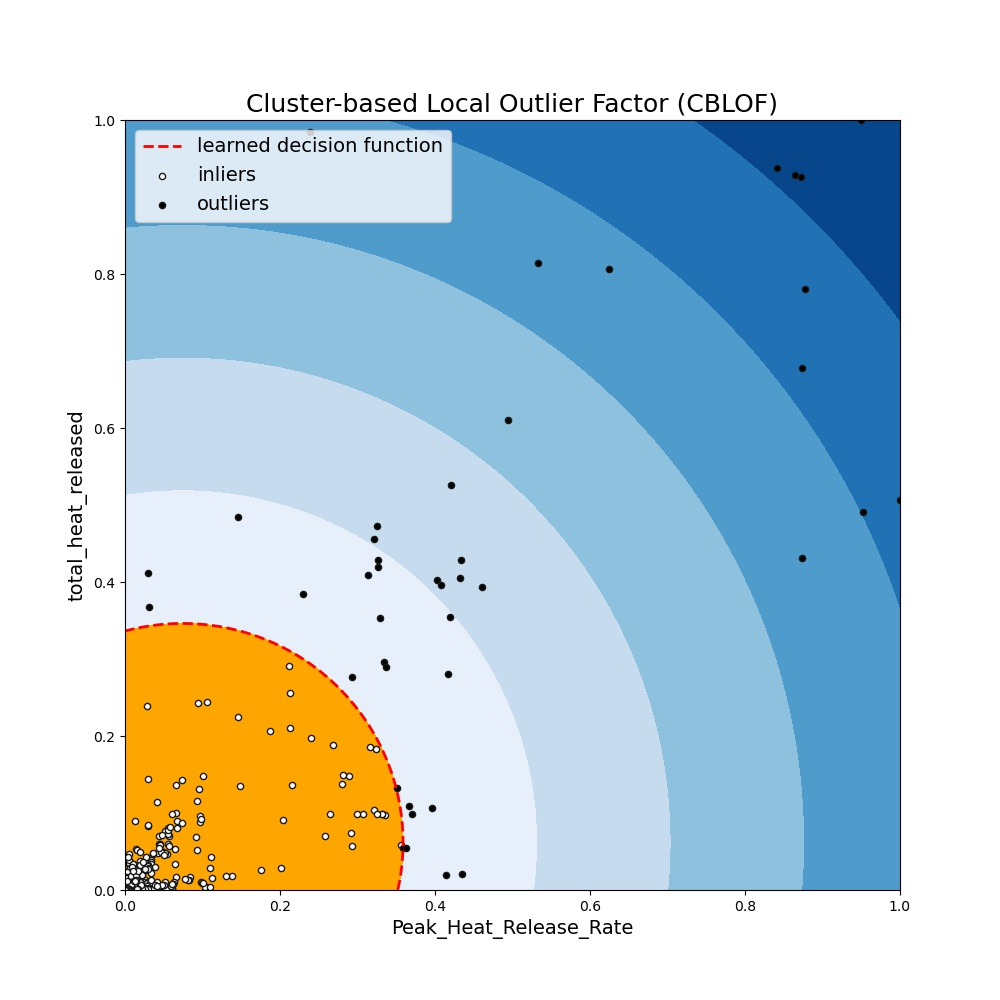 Cluster-based Local Outlier Factor (CBLOF)
learned decision function
inliers
outliers
1.0
0.8
0.6
0.4
0.2
0.0
total_heat_released
0.0 0.2 0.4 0.6 0.8 1.0
Peak_Heat_Release_Rate